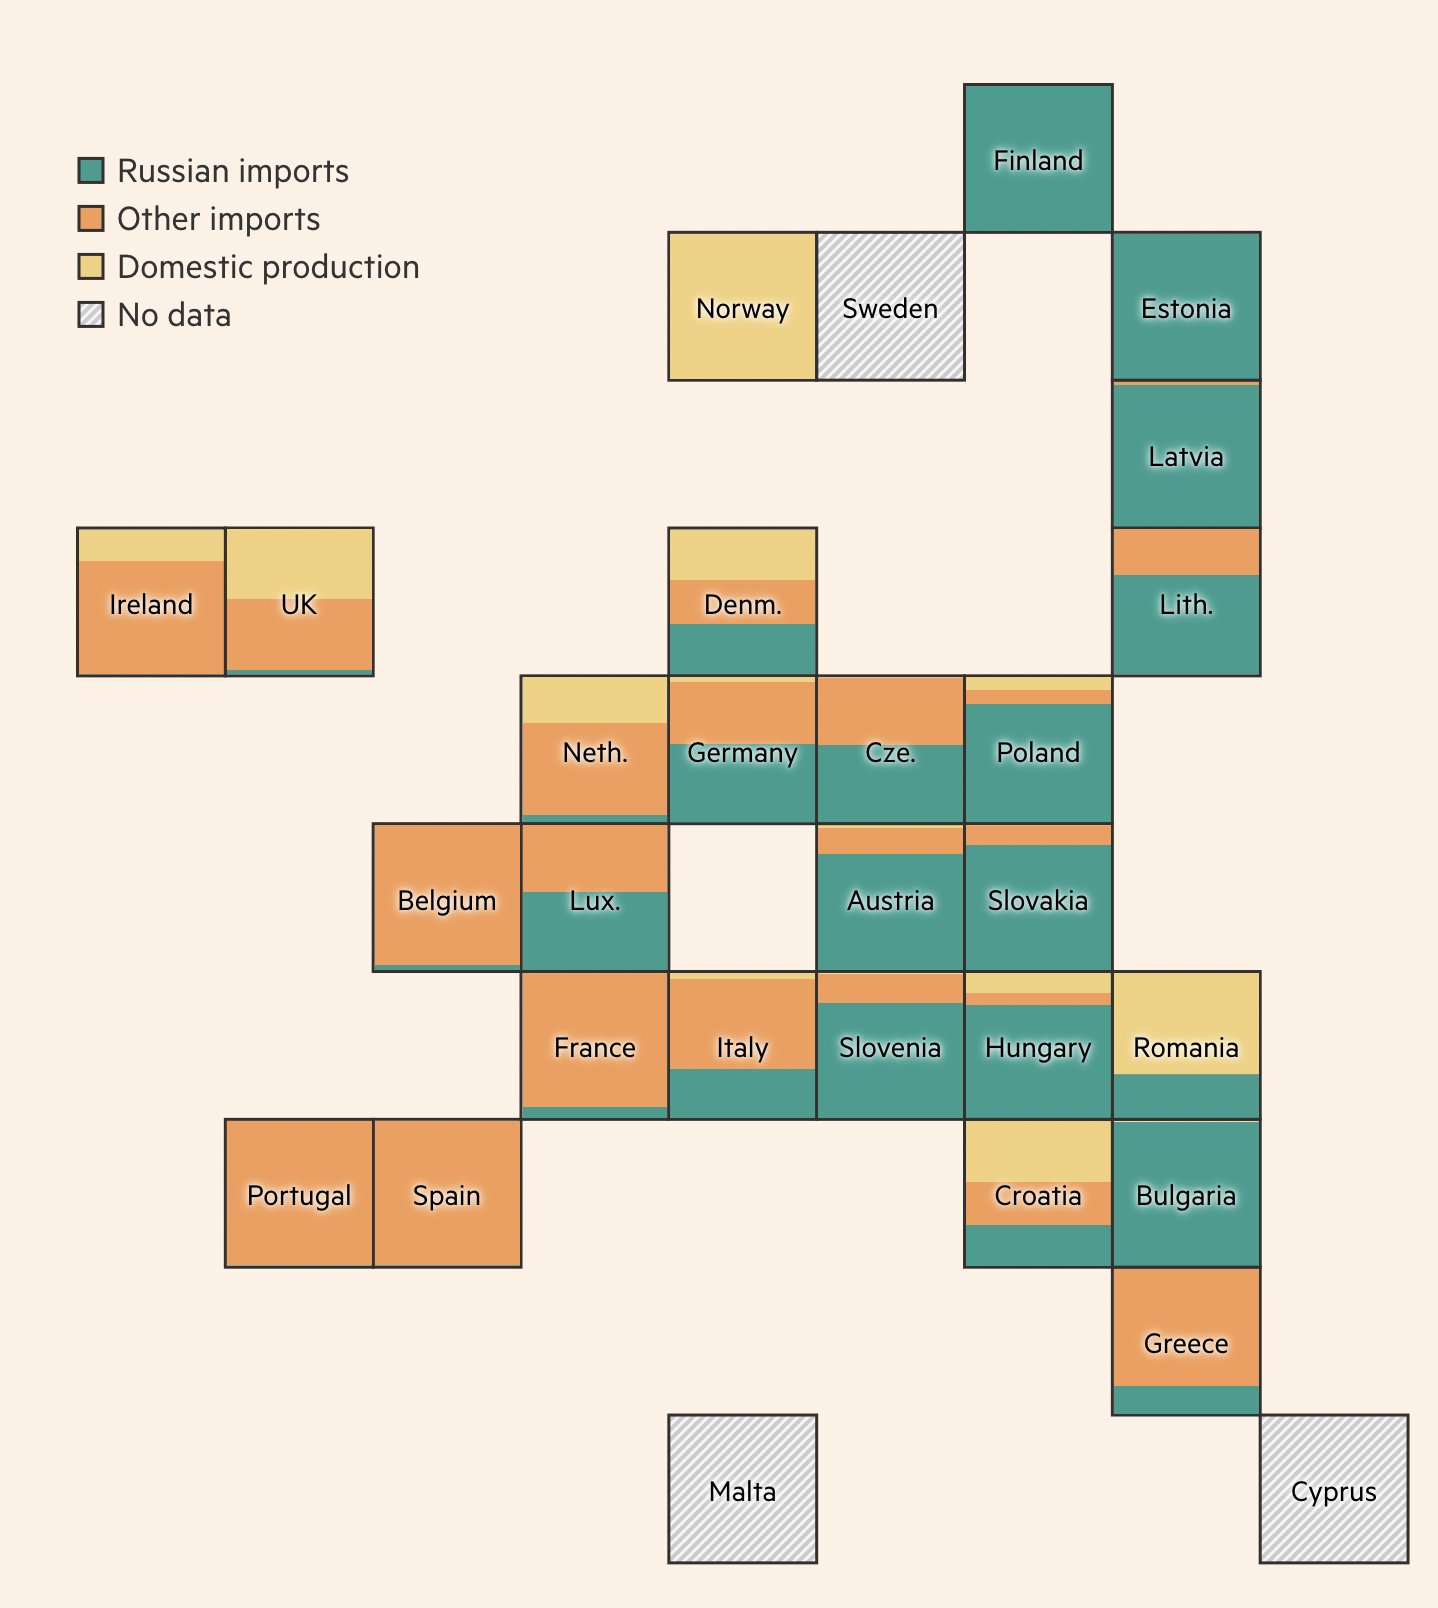 Finland
Russian imports
Other imports
Domestic production
No data
Norway Sweden Estonia
Latvia
Ireland UK Denm. Lith.
Neth. Germany Cze. Poland
Belgium Lux. Austria Slovakia
France Italy Slovenia Hungary Romania
Portugal Spain Croatia Bulgaria
Greece
Malta Cyprus